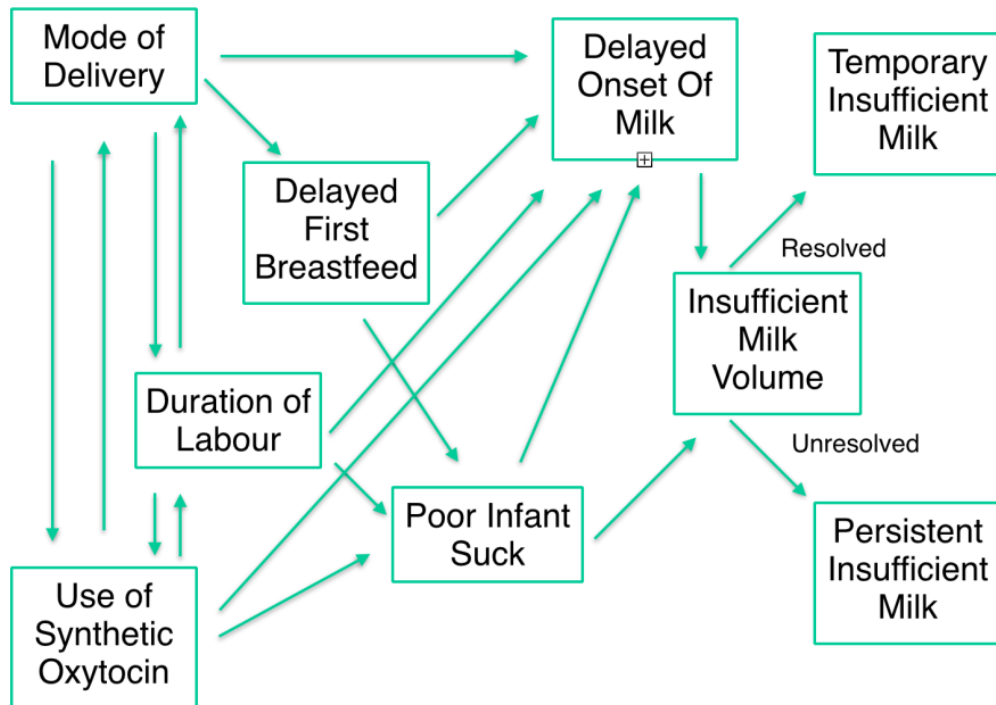 Mode of
Delivery
Delayed
Onset Of
Milk
Temporary
Insufficient
Milk
Delayed
First
Breastfeed
Resolved
Insufficient
Milk
Volume
Duration of
Labour
Unresolved
Poor Infant
Suck
Persistent
Insufficient
Milk
Use of
Synthetic
Oxytocin